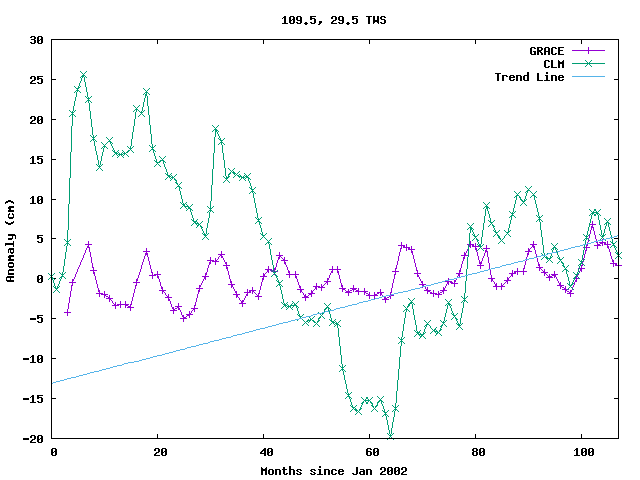 109.5, 29.5 TWS
GRACE
CLM
Trend Line
Anomaly (cm)
30
25
20
15
10
5
0
-5
-10
-15
-20
0 20 40 60 80 100
Months since Jan 2002